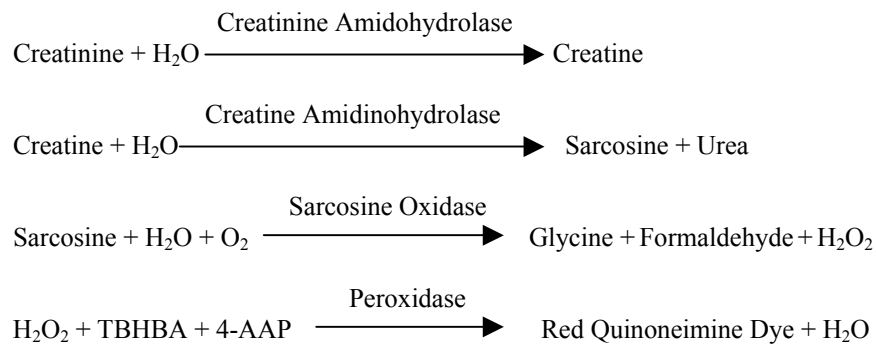 Creatinine Amidohydrolase
Creatinine + H₂O Creatine
Creatine Amidinohydrolase
Creatine + H₂O Sarcosine + Urea
Sarcosine Oxidase
Sarcosine + H₂O + O₂ Glycine + Formaldehyde + H₂O₂
Peroxidase
H₂O₂ + TBHBA + 4-AAP Red Quinoneimine Dye + H₂O